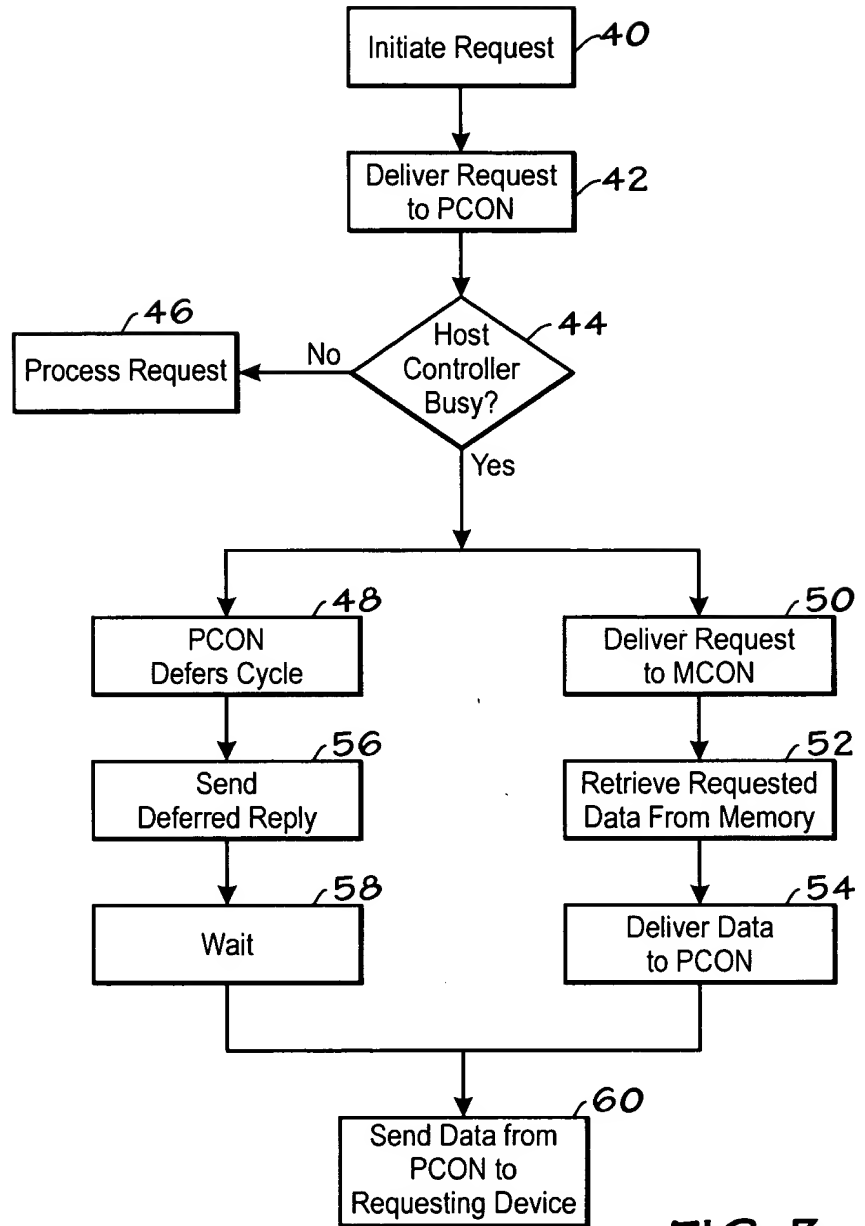 Initiate Request
40
Deliver Request
to PCON
42
Host
Controller
Busy?
44
No
46
Process Request
Yes
48
PCON
Defers Cycle
50
Deliver Request
to MCON
56
Send
Deferred Reply
52
Retrieve Requested
Data From Memory
58
Wait
54
Deliver Data
to PCON
60
Send Data from
PCON to
Requesting Device